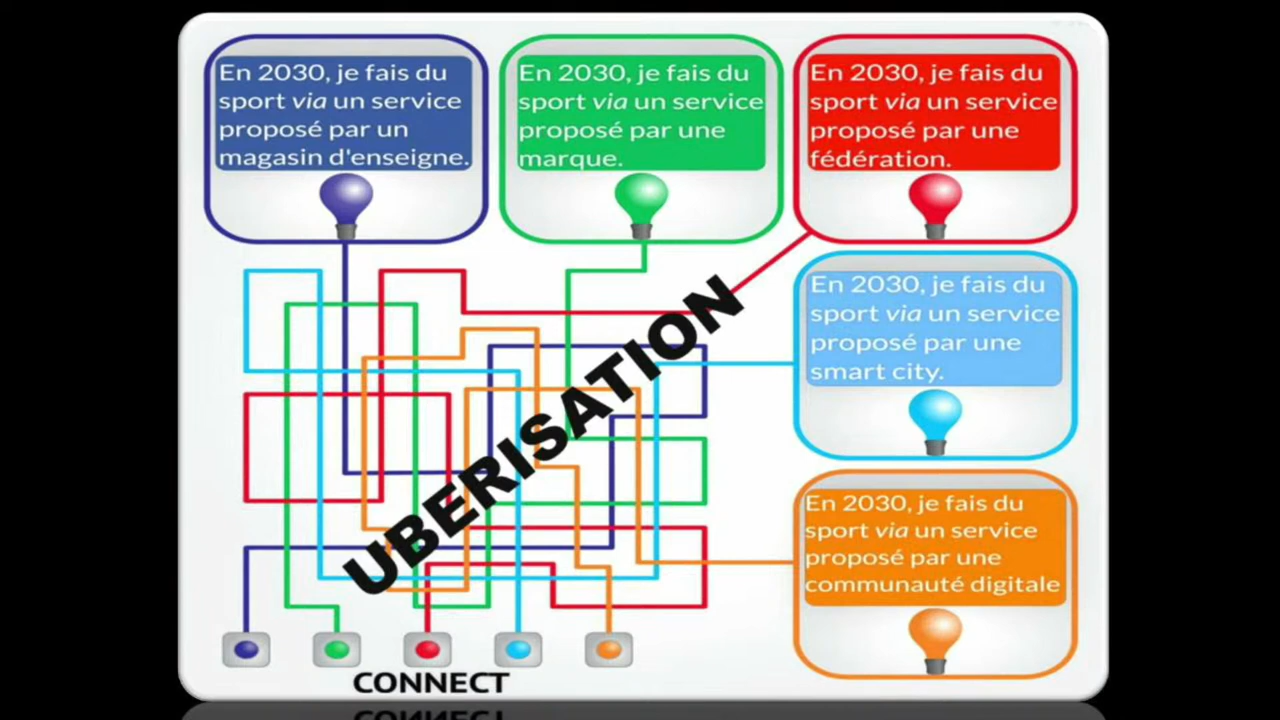 En 2030, je fais du
sport via un service
proposé par un
magasin d'enseigne.
En 2030, je fais du
sport via un service
proposé par une
marque.
En 2030, je fais du
sport via un service
proposé par une
fédération.
En 2030, je fais du
sport via un service
proposé par une
smart city.
En 2030, je fais du
sport via un service
proposé par une
communauté digitale
UBERISATION
CONNECT